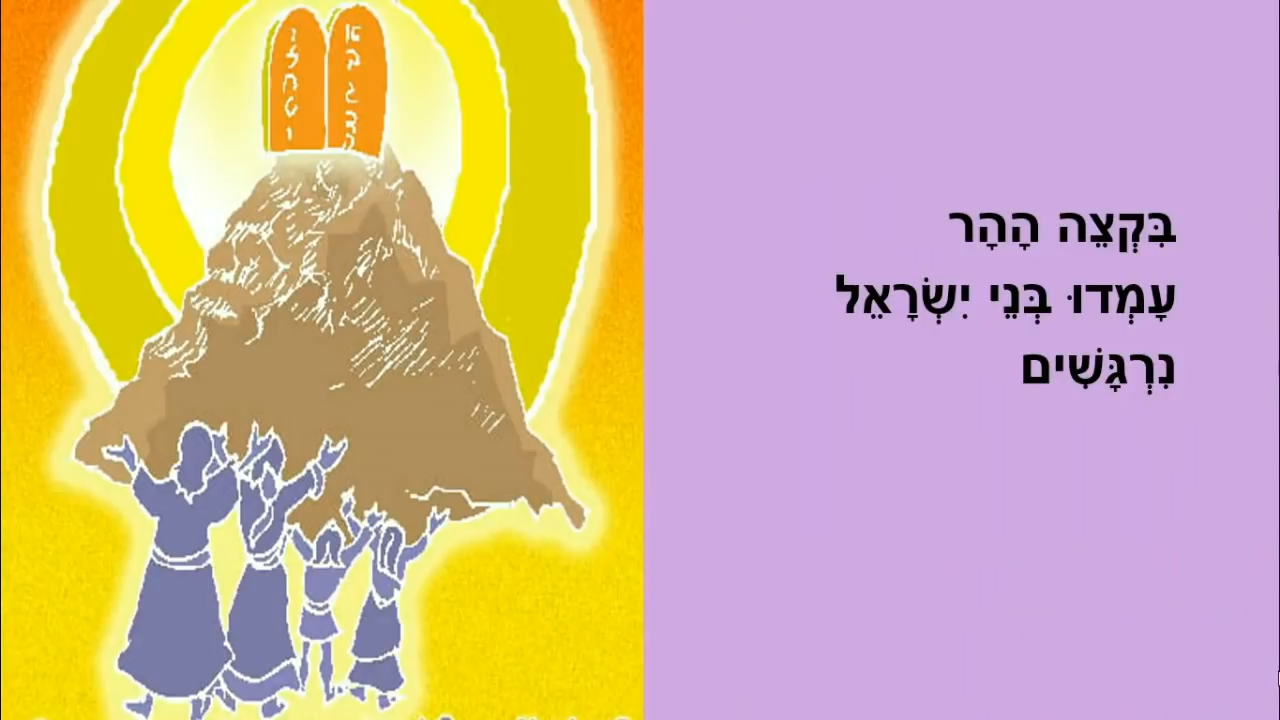 א
ב
ג
ד
ה
ו
ז
ח
ט
י
בִּקְצֵה הָהָר
עָמְדוּ בְּנֵי יִשְׂרָאֵל
נִרְגָּשִׁים